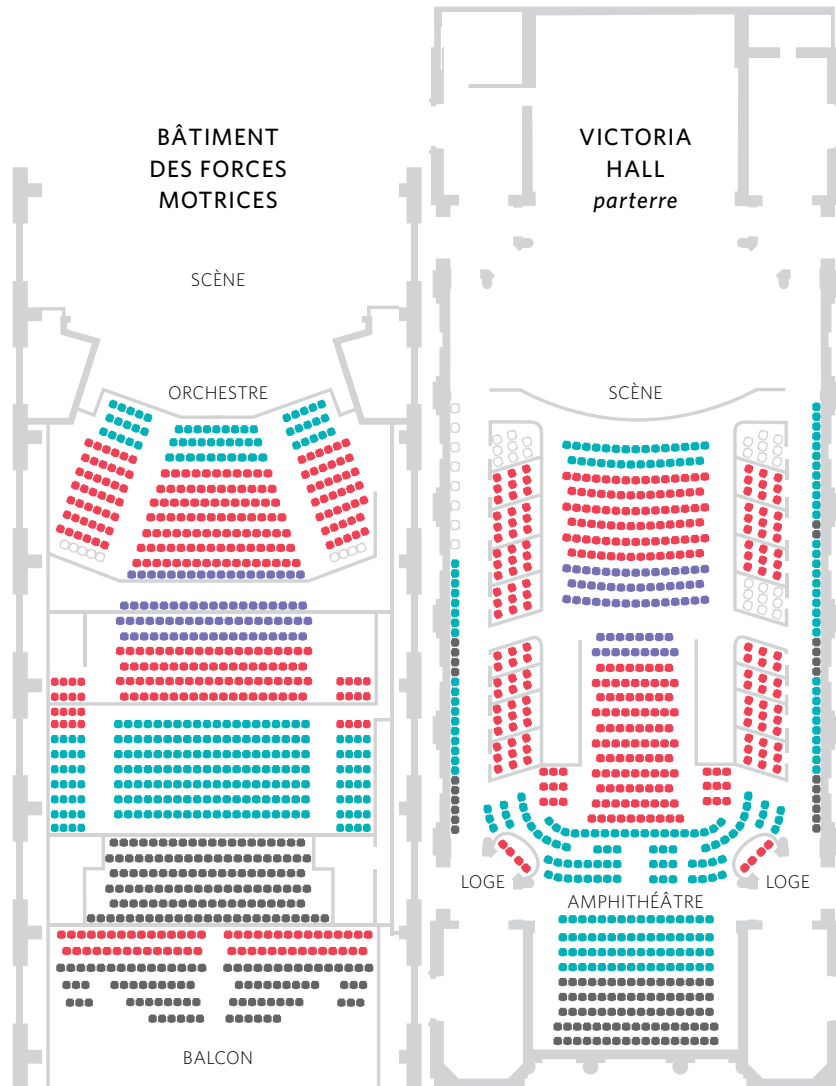 BÂTIMENT
DES FORCES
MOTRICES
SCÈNE
ORCHESTRE
BALCON
VICTORIA
HALL
parterre
SCÈNE
LOGE
LOGE
AMPHITHÉÂTRE